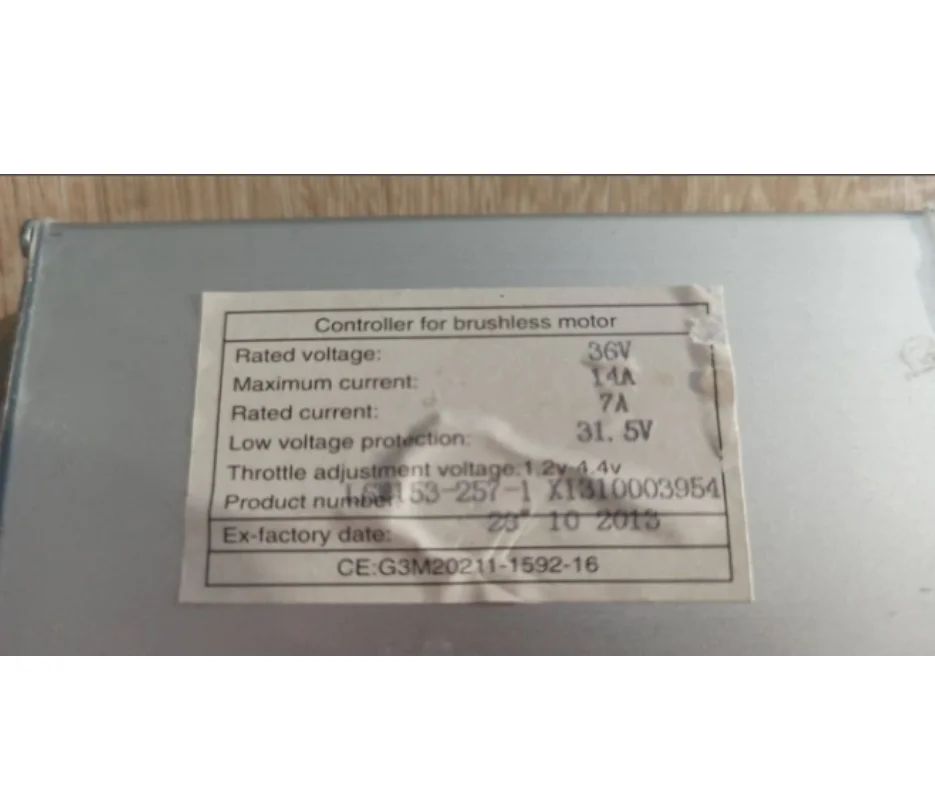 Controller for brushless motor
Rated voltage: 36V
Maximum current: 14A
Rated current: 7A
Low voltage protection: 31.5V
Throttle adjustment voltage:1.2v-4.4v
Product number: 153-257-1 X1310003954
Ex-factory date: 10 2013
CE:G3M20211-1592-16